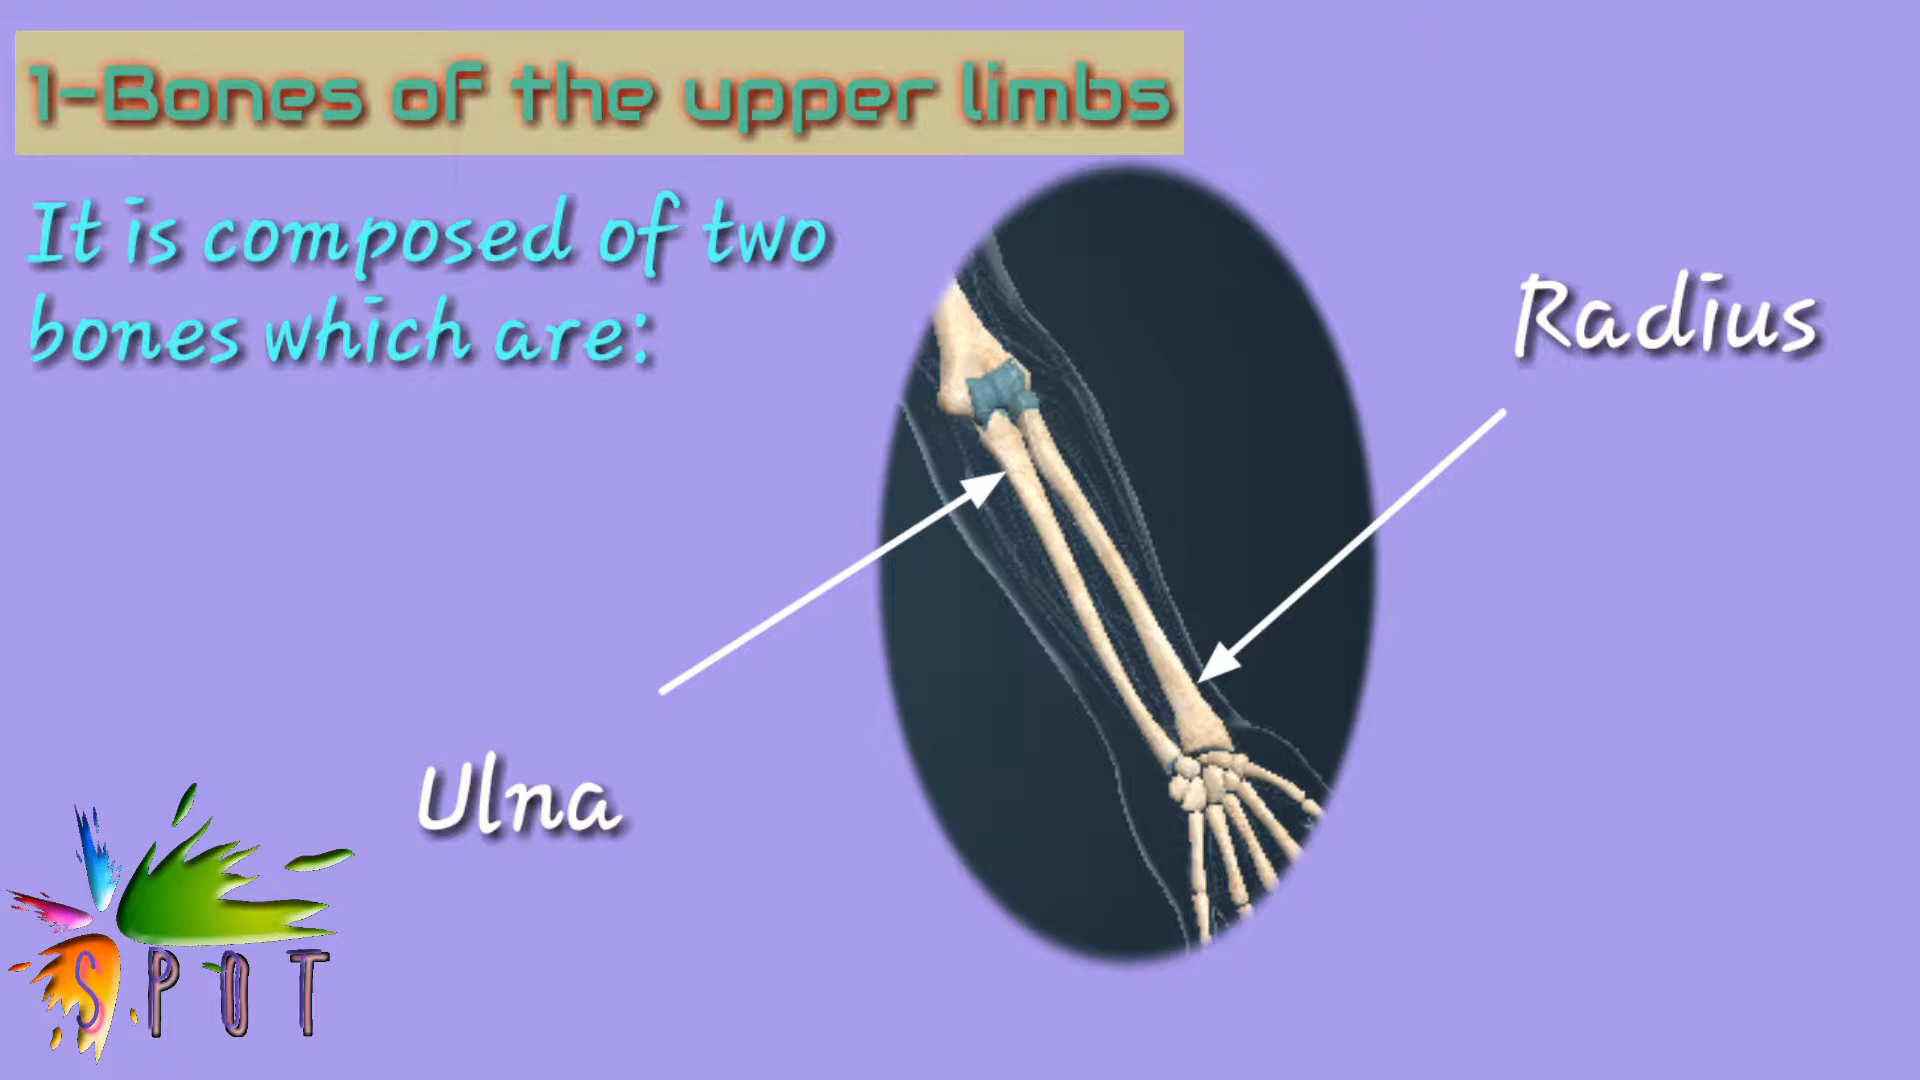 1-Bones of the upper limbs
It is composed of two
bones which are:
Radius
Ulna
SPOT